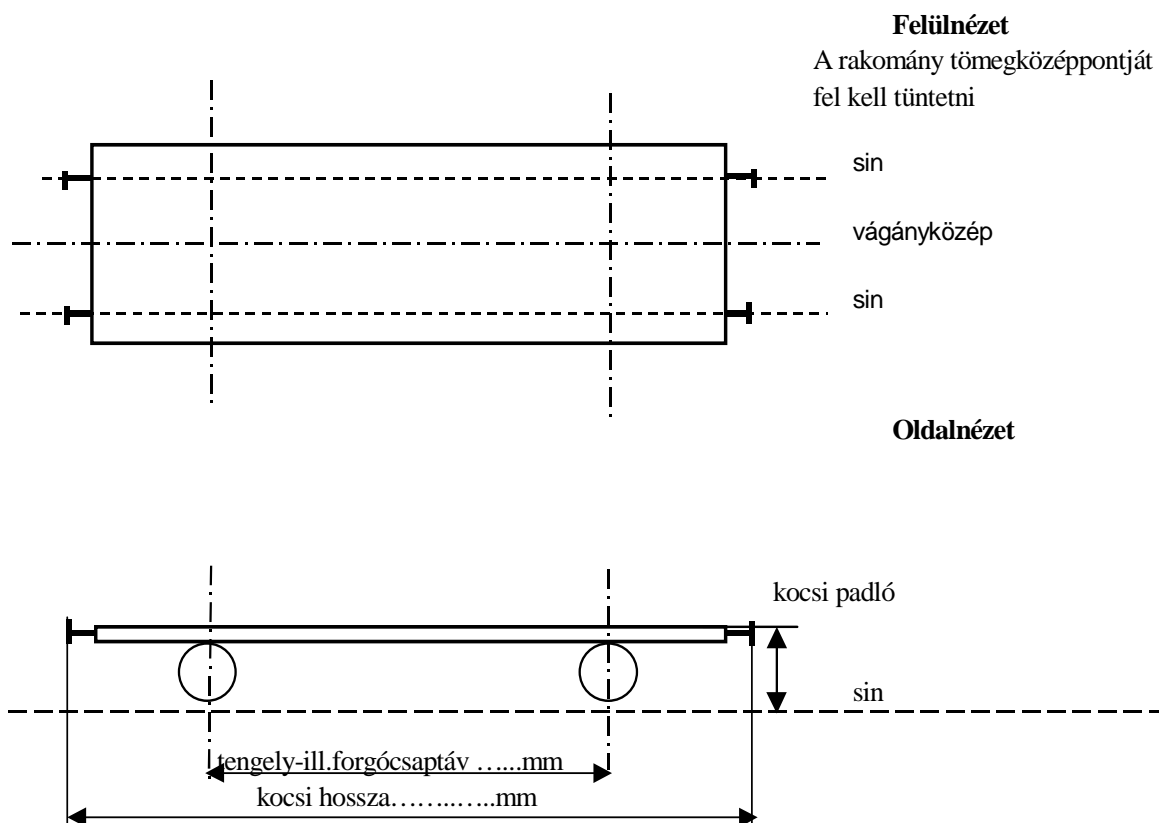 Felülnézet
A rakomány tömegközéppontját
fel kell tüntetni
sin
vágányközép
sin
Oldalnézet
kocsi padló
sin
tengely-ill.forgócsaptáv …...mm
kocsi hossza……..…..mm